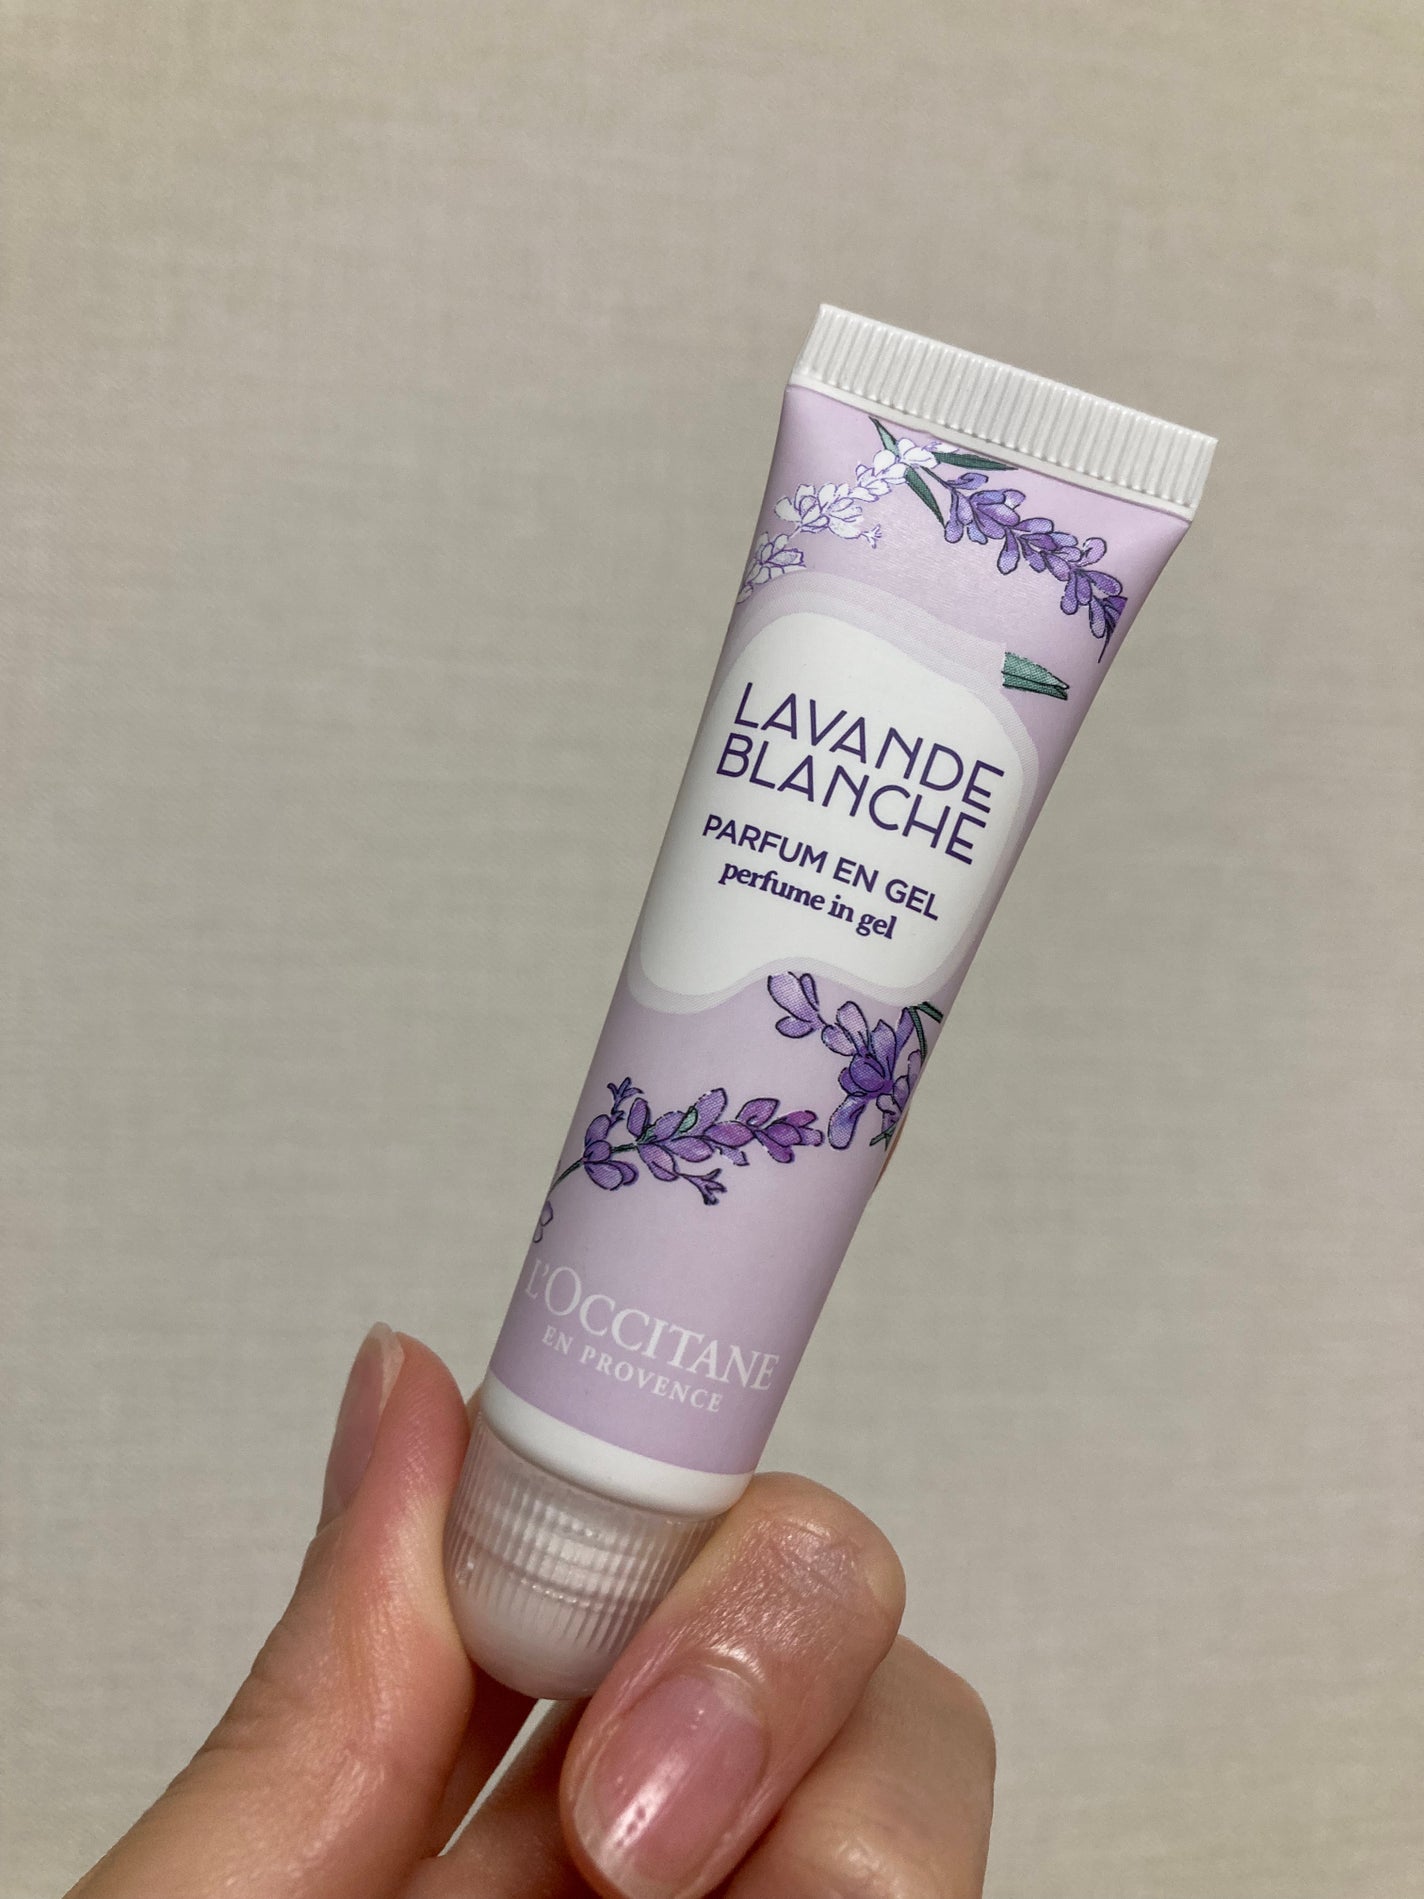 LAVANDE
BLANCHE
PARFUM EN GEL
perfume in gel
L'OCCITANE
EN PROVENCE